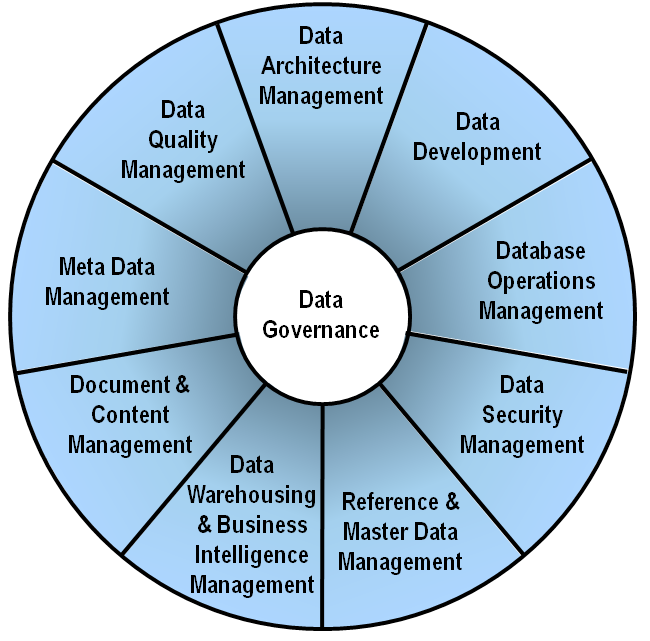 Data
Architecture
Management
Data
Development
Database
Operations
Management
Data
Security
Management
Reference &
Master Data
Management
Data
Warehousing
& Business
Intelligence
Management
Document &
Content
Management
Meta Data
Management
Data
Quality
Management
Data
Governance